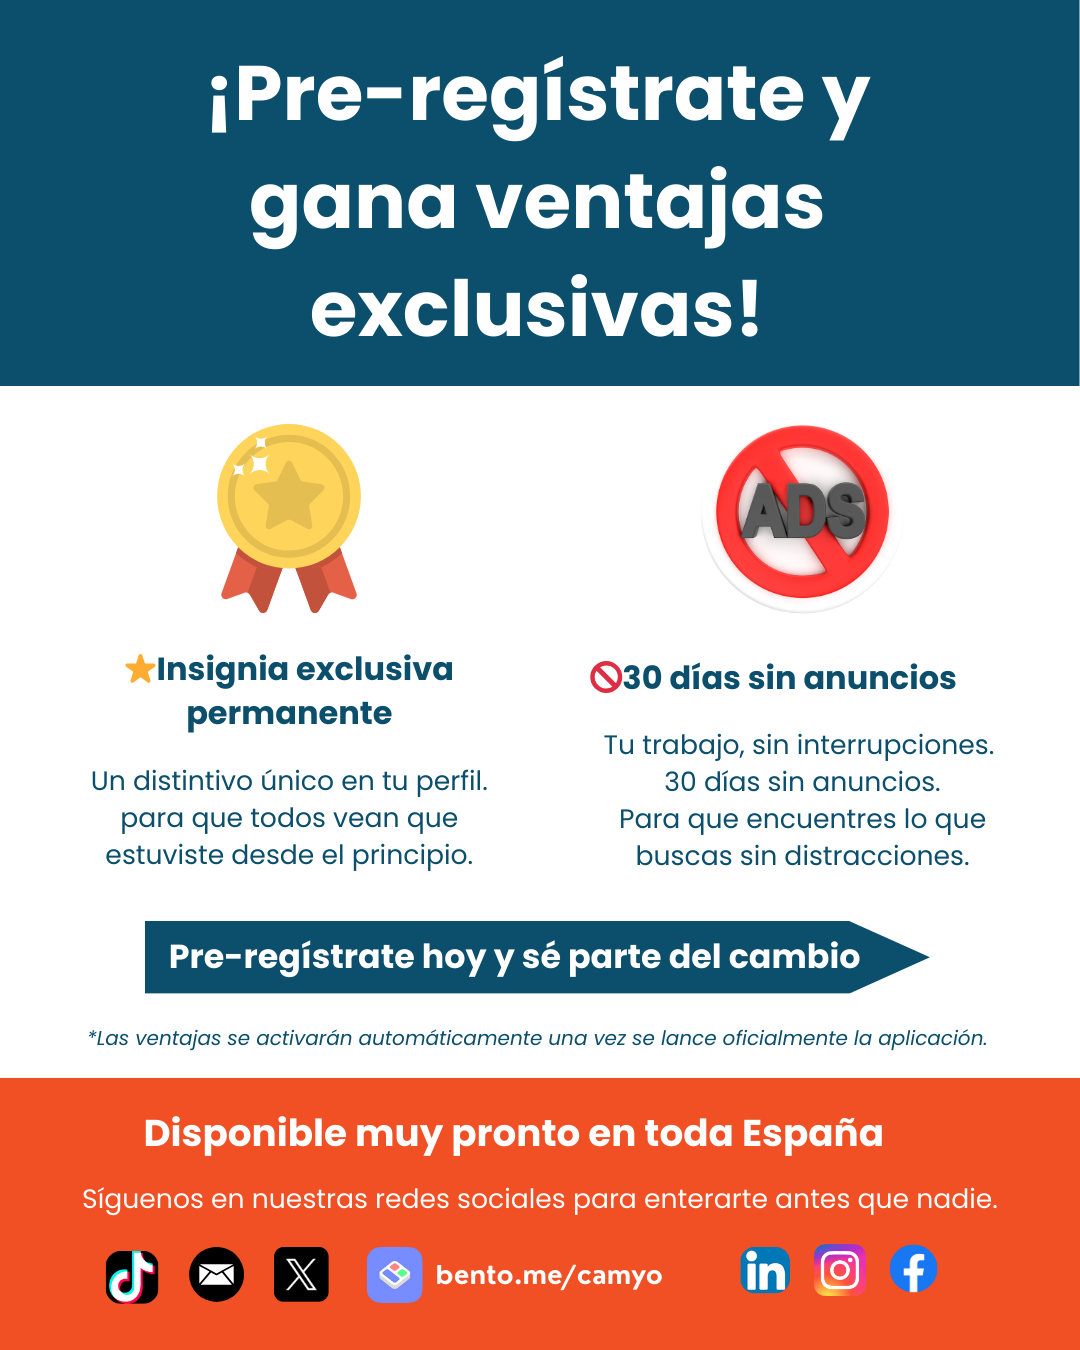 ¡Pre-regístrate y
gana ventajas
exclusivas!
ADS
⭐Insignia exclusiva
permanente
Un distintivo único en tu perfil.
para que todos vean que
estuviste desde el principio.
🚫30 días sin anuncios
Tu trabajo, sin interrupciones.
30 días sin anuncios.
Para que encuentres lo que
buscas sin distracciones.
Pre-regístrate hoy y sé parte del cambio
*Las ventajas se activarán automáticamente una vez se lance oficialmente la aplicación.
Disponible muy pronto en toda España
Síguenos en nuestras redes sociales para enterarte antes que nadie.
bento.me/camyo
in